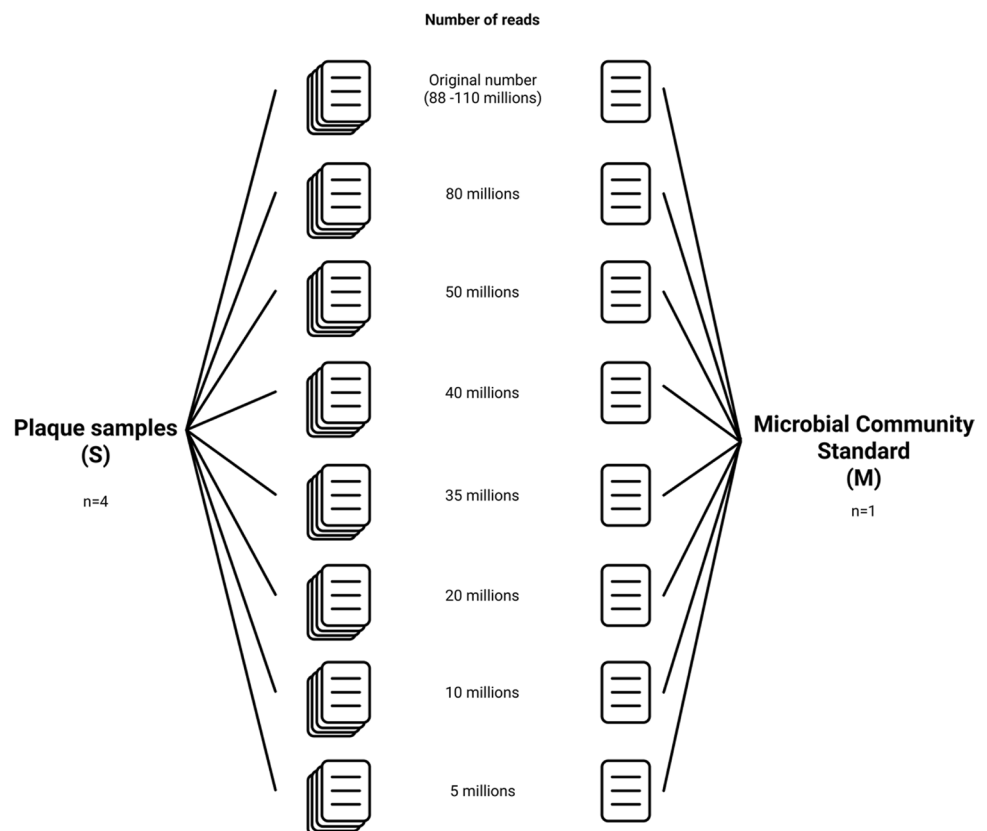 Number of reads
Original number
(88 -110 millions)
80 millions
50 millions
40 millions
35 millions
20 millions
10 millions
5 millions
Plaque samples
(S)
n=4
Microbial Community
Standard
(M)
n=1